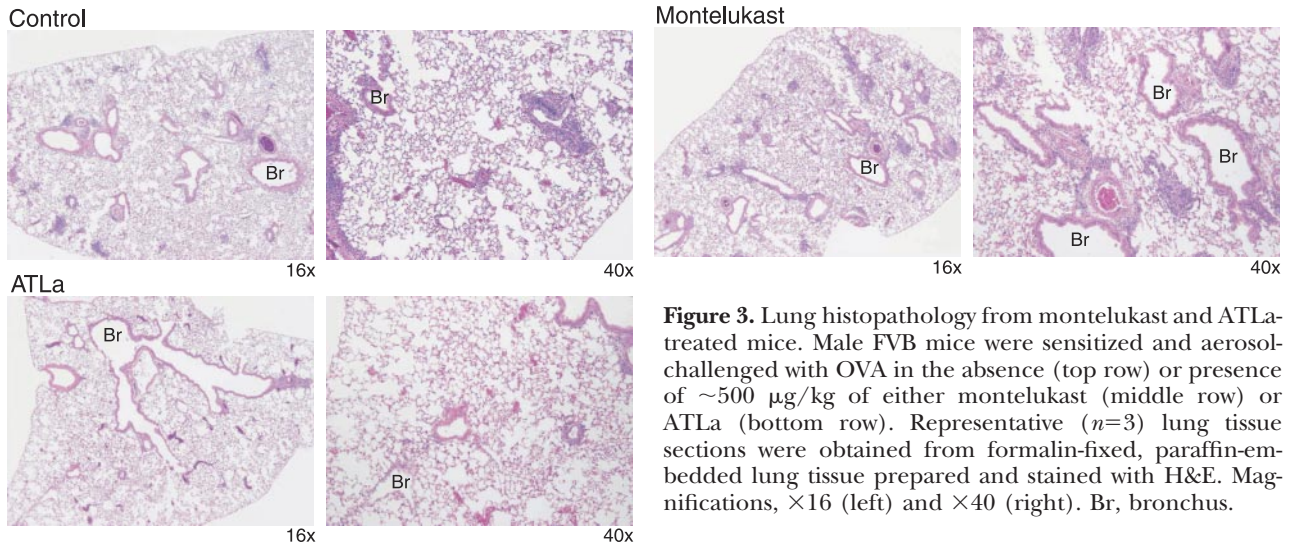 Control
Br
16x
Br
40x
Montelukast
Br
16x
Br
Br
Br
40x
ATLa
Br
16x
Br
40x
Figure 3. Lung histopathology from montelukast and ATLa-
treated mice. Male FVB mice were sensitized and aerosol-
challenged with OVA in the absence (top row) or presence
of ~500 μg/kg of either montelukast (middle row) or
ATLa (bottom row). Representative (n=3) lung tissue
sections were obtained from formalin-fixed, paraffin-em-
bedded lung tissue prepared and stained with H&E. Mag-
nifications, ×16 (left) and ×40 (right). Br, bronchus.